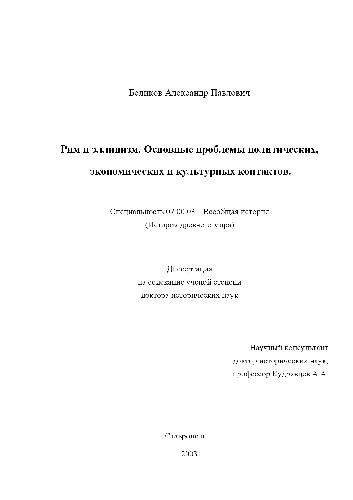 Беликов Александр Павлович
Рим и эллинизм. Основные проблемы политических,
экономических и культурных контактов.
Специальность 07.00.03 – Всеобщая история
(История древнего мира)
Диссертация
на соискание ученой степени
доктора исторических наук
Научный консультант
доктор исторических наук,
профессор Кудрявцев А.А.
Ставрополь
2003